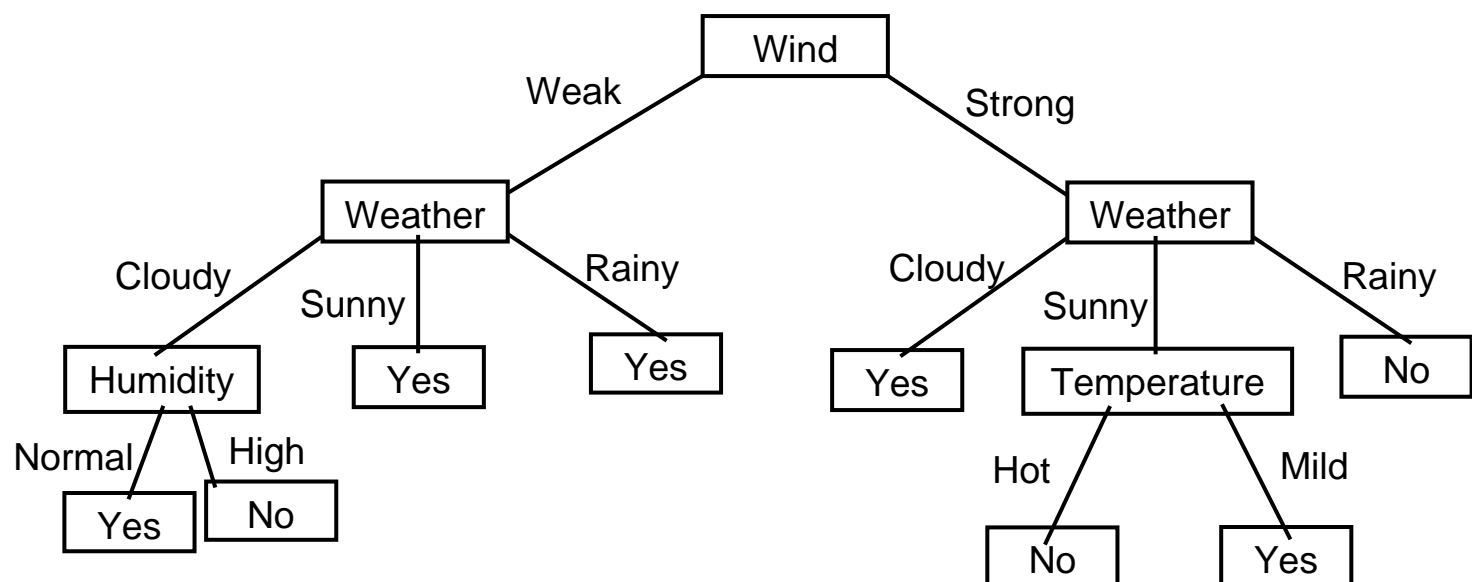 Wind
Weak
Strong
Weather
Weather
Cloudy
Sunny
Rainy
Cloudy
Sunny
Rainy
Humidity
Yes
Yes
Yes
Temperature
No
Normal
High
Hot
Mild
Yes
No
No
Yes